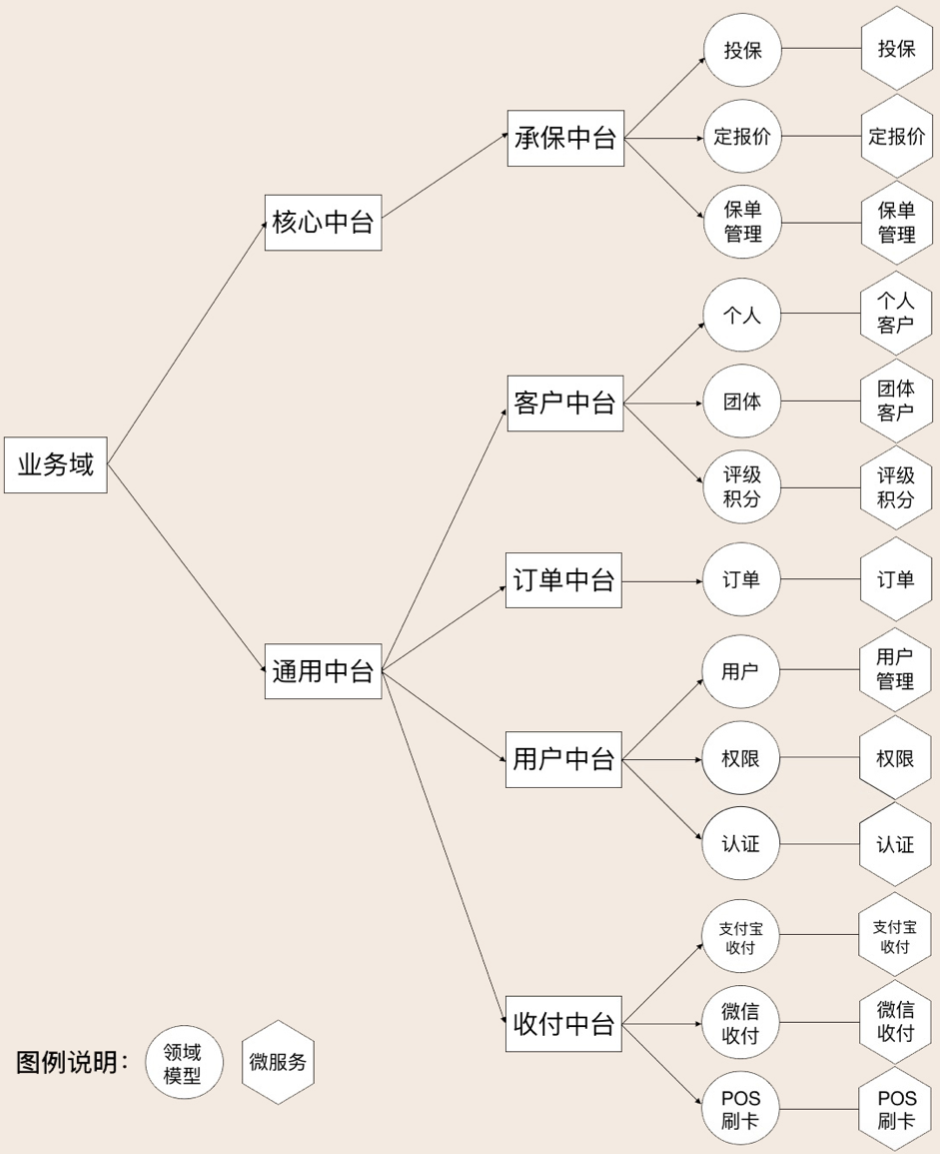 投保
投保
承保中台
定报价
定报价
保单
管理
保单
管理
核心中台
个人
个人
客户
客户中台
团体
团体
客户
评级
积分
评级
积分
业务域
订单中台
订单
订单
通用中台
用户
用户
管理
用户中台
权限
权限
认证
认证
支付宝
收付
支付宝
收付
收付中台
微信
收付
微信
收付
POS
刷卡
POS
刷卡
图例说明：
领域
模型
微服务